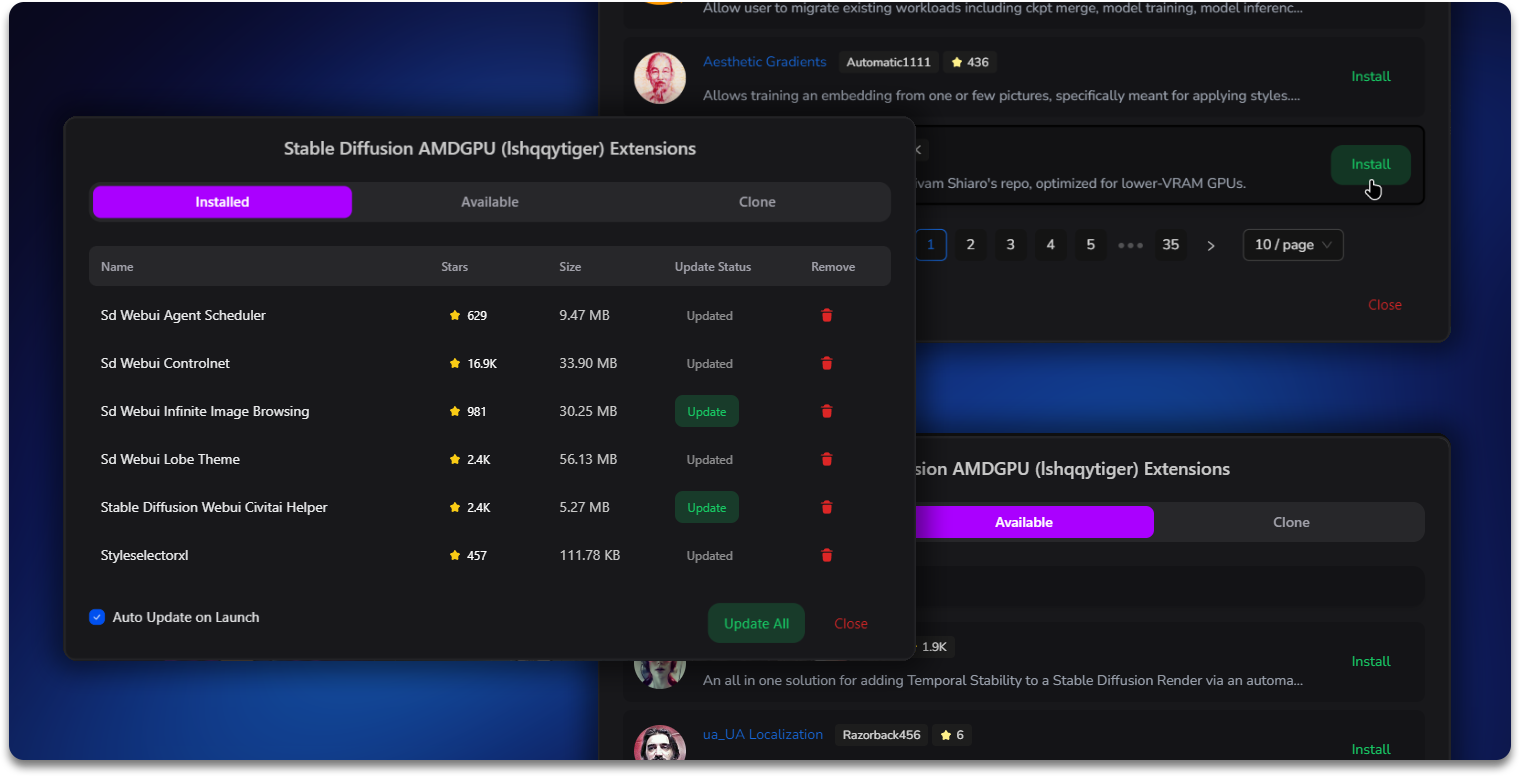 Allow user to migrate existing workloads including ckpt merge, model training, model inferenc...
Aesthetic Gradients Automatic1111 436
Install
Allows training an embedding from one or few pictures, specifically meant for applying styles....
K
Install
Shiaro's repo, optimized for lower-VRAM GPUs.
1 2 3 4 5 ••• 35 > 10 / page
Close
Stable Diffusion AMDGPU (lshqqytiger) Extensions
Installed Available Clone
Name Stars Size Update Status Remove
Sd Webui Agent Scheduler 629 9.47 MB Updated
Sd Webui Controlnet 16.9K 33.90 MB Updated
Sd Webui Infinite Image Browsing 981 30.25 MB Update
Sd Webui Lobe Theme 2.4K 56.13 MB Updated
Stable Diffusion Webui Civitai Helper 2.4K 5.27 MB Update
Styleselectorxl 457 111.78 KB Updated
Auto Update on Launch
Update All Close
AMDGPU (lshqqytiger) Extensions
Available Clone
1.9K
Install
An all in one solution for adding Temporal Stability to a Stable Diffusion Render via an automa...
ua_UA Localization Razorback456 6
Install